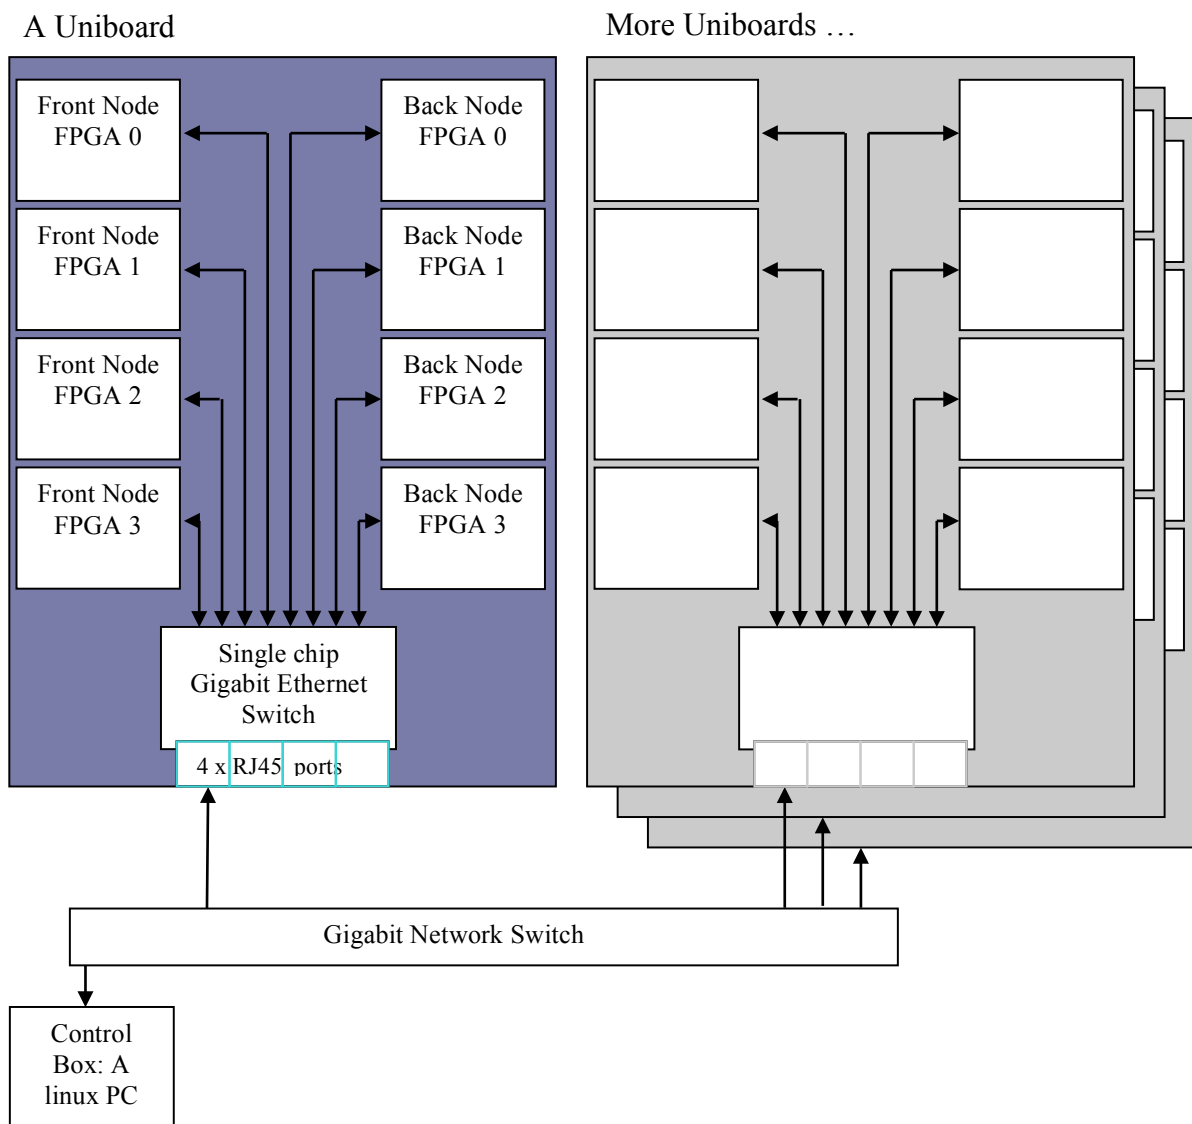 A Uniboard
More Uniboards …
Front Node
FPGA 0
Back Node
FPGA 0
Front Node
FPGA 1
Back Node
FPGA 1
Front Node
FPGA 2
Back Node
FPGA 2
Front Node
FPGA 3
Back Node
FPGA 3
Single chip
Gigabit Ethernet
Switch
4 x RJ45 ports
Gigabit Network Switch
Control
Box: A
linux PC